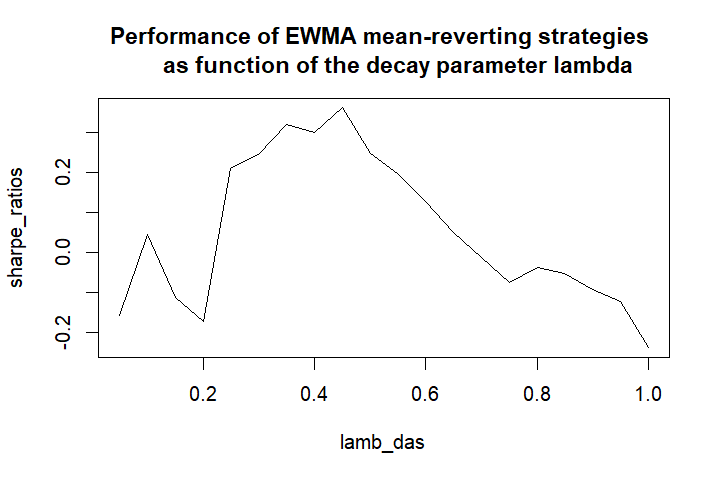 Performance of EWMA mean-reverting strategies
as function of the decay parameter lambda
sharpe_ratios
0.2
0.0
-0.2
0.2 0.4 0.6 0.8 1.0
lamb_das